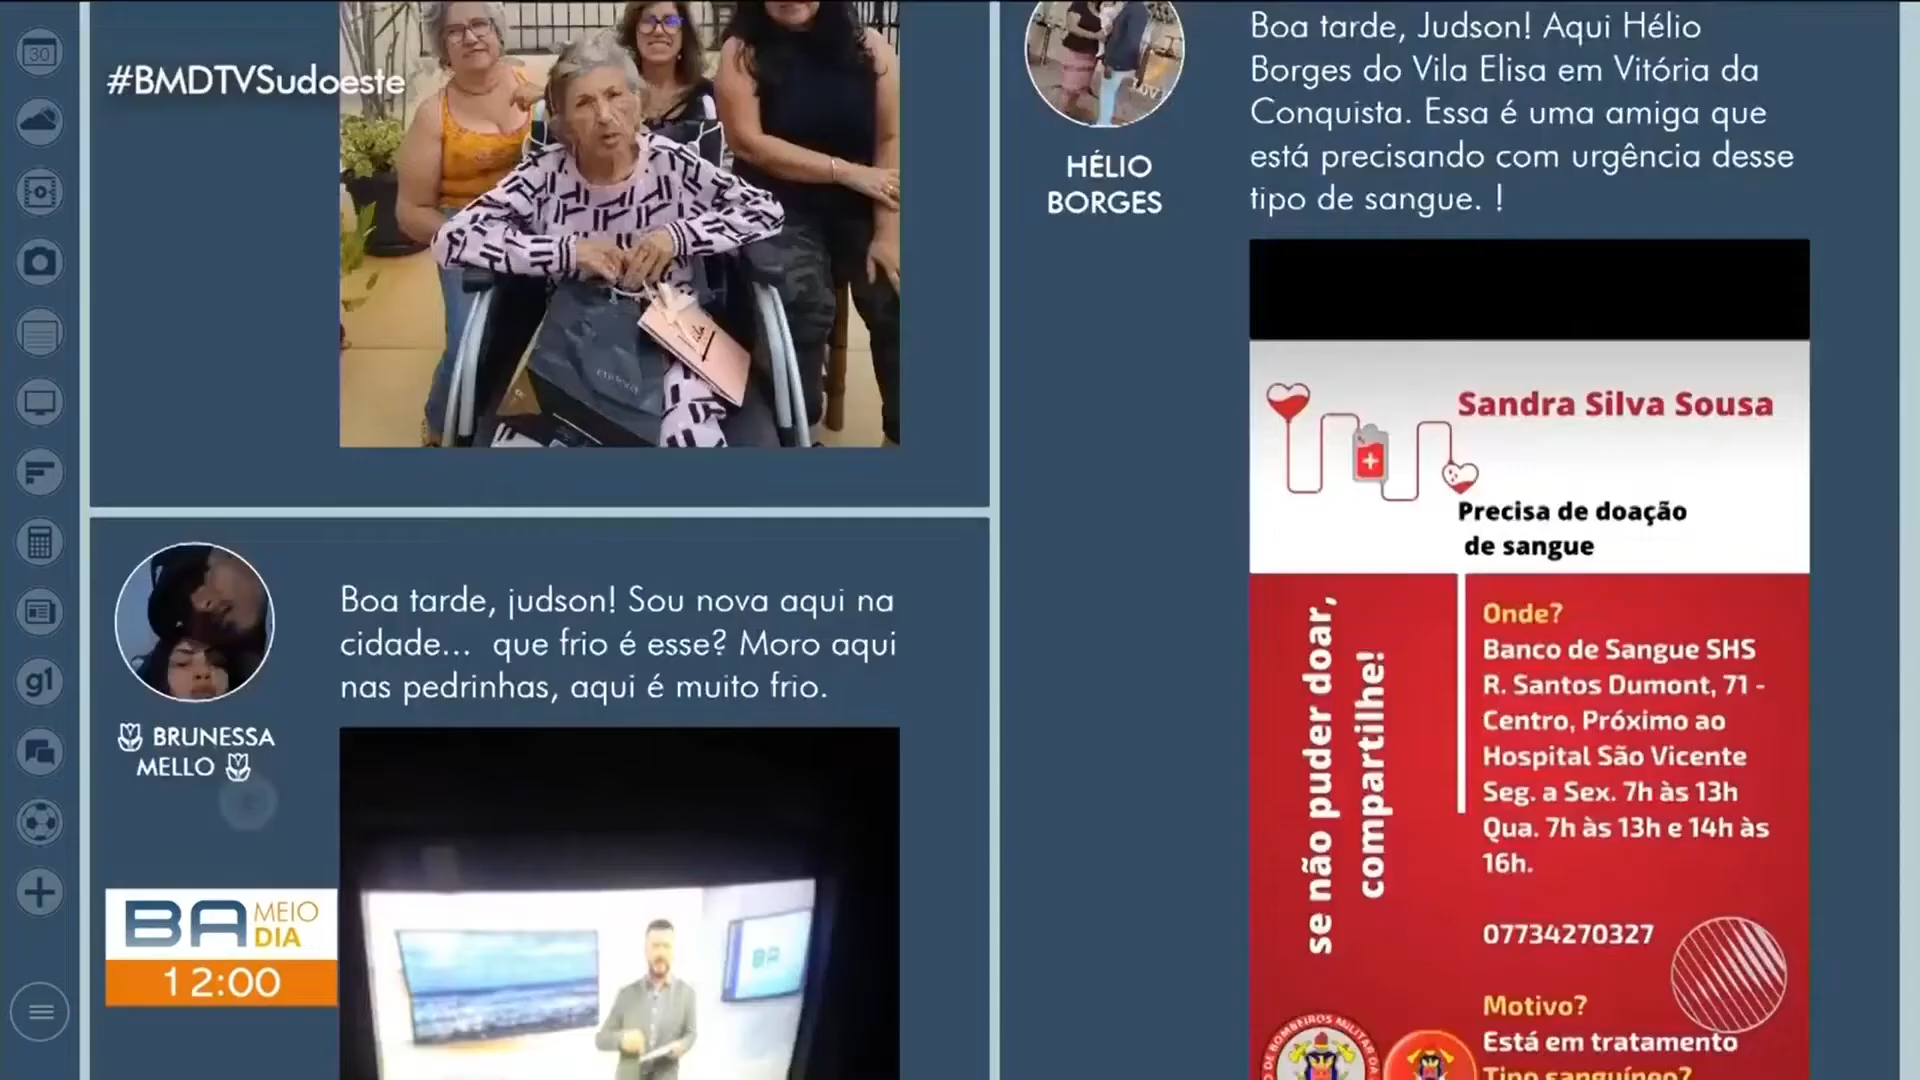 30
#BMDTVSudoeste
g1
Boa tarde, judson! Sou nova aqui na
cidade... que frio é esse? Moro aqui
nas pedrinhas, aqui é muito frio.
BRUNESSA
MELLO
BA MEIO
DIA
12:00
BA
Boa tarde, Judson! Aqui Hélio
Borges do Vila Elisa em Vitória da
Conquista. Essa é uma amiga que
está precisando com urgência desse
tipo de sangue. !
HÉLIO
BORGES
Sandra Silva Sousa
Precisa de doação
de sangue
se não puder doar,
compartilhe!
Onde?
Banco de Sangue SHS
R. Santos Dumont, 71 -
Centro, Próximo ao
Hospital São Vicente
Seg. a Sex. 7h às 13h
Qua. 7h às 13h e 14h às
16h.
07734270327
Motivo?
Está em tratamento
Tipo sanguíneo?